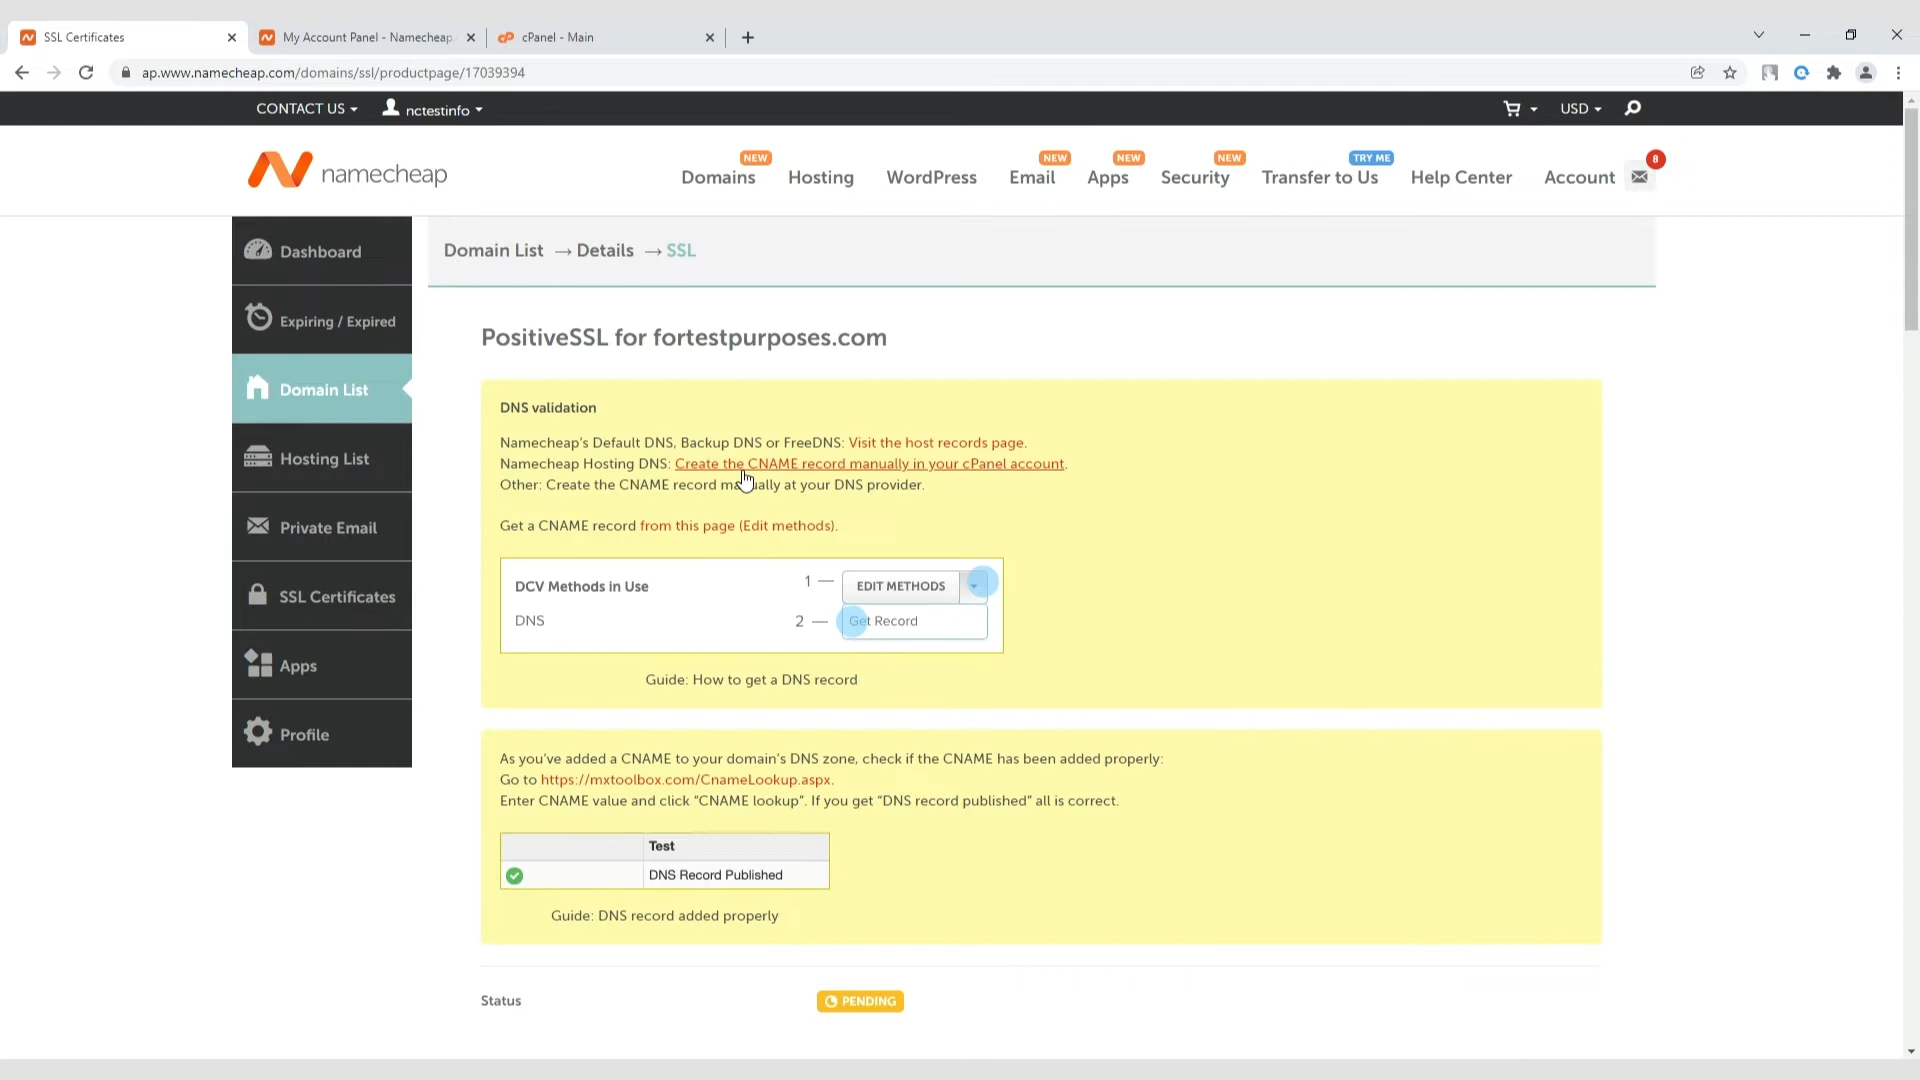 SSL Certificates
My Account Panel - Namecheap.
cPanel - Main
ap.www.namecheap.com/domains/ssl/productpage/17039394
CONTACT US
nctestinfo
USD
namecheap
NEW
NEW
NEW
NEW
TRY ME
8
Domains
Hosting
WordPress
Email
Apps
Security
Transfer to Us
Help Center
Account
Dashboard
Expiring / Expired
Domain List
Hosting List
Private Email
SSL Certificates
Apps
Profile
Domain List → Details → SSL
PositiveSSL for fortestpurposes.com
DNS validation
Namecheap's Default DNS, Backup DNS or FreeDNS: Visit the host records page.
Namecheap Hosting DNS: Create the CNAME record manually in your cPanel account.
Other: Create the CNAME record manually at your DNS provider.
Get a CNAME record from this page (Edit methods).
DCV Methods in Use
1 —
EDIT METHODS
DNS
2 —
Get Record
Guide: How to get a DNS record
As you've added a CNAME to your domain's DNS zone, check if the CNAME has been added properly:
Go to https://mxtoolbox.com/CnameLookup.aspx.
Enter CNAME value and click "CNAME lookup". If you get "DNS record published" all is correct.
Test
DNS Record Published
Guide: DNS record added properly
Status
PENDING